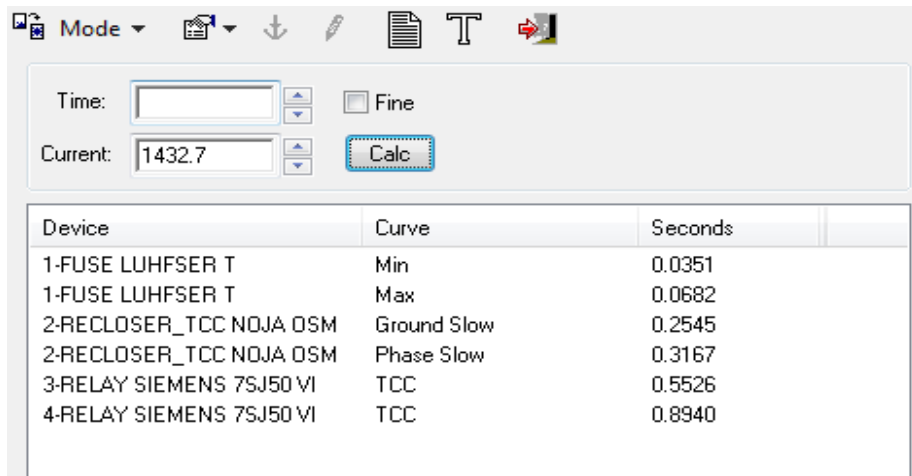 Mode
Time:
Fine
Current: 1432.7 Calc
Device Curve Seconds
1-FUSE LUHFSER T Min 0.0351
1-FUSE LUHFSER T Max 0.0682
2-RECLOSER_TCC NOJA OSM Ground Slow 0.2545
2-RECLOSER_TCC NOJA OSM Phase Slow 0.3167
3-RELAY SIEMENS 7SJ50 VI TCC 0.5526
4-RELAY SIEMENS 7SJ50 VI TCC 0.8940